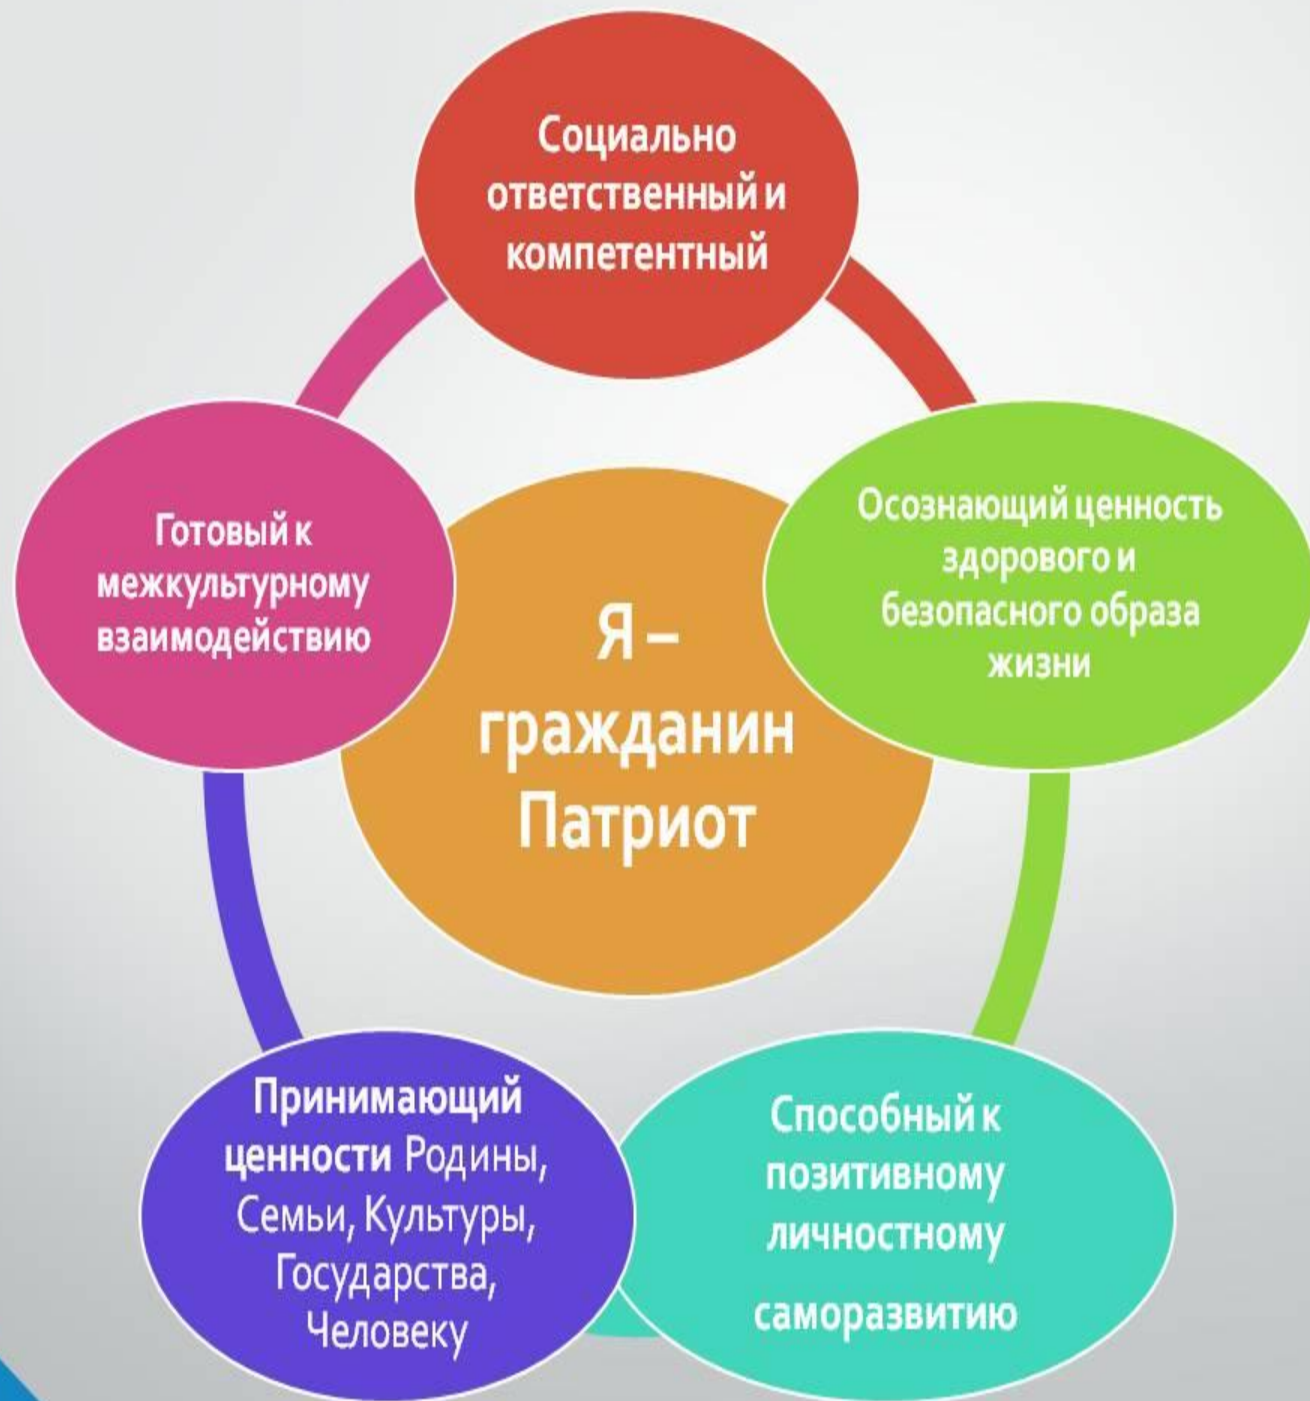 Социально
ответственный и
компетентный
Готовый к
межкультурному
взаимодействию
Я –
гражданин
Патриот
Осознающий ценность
здорового и
безопасного образа
жизни
Принимающий
ценности Родины,
Семьи, Культуры,
Государства,
Человеку
Способный к
позитивному
личностному
саморазвитию